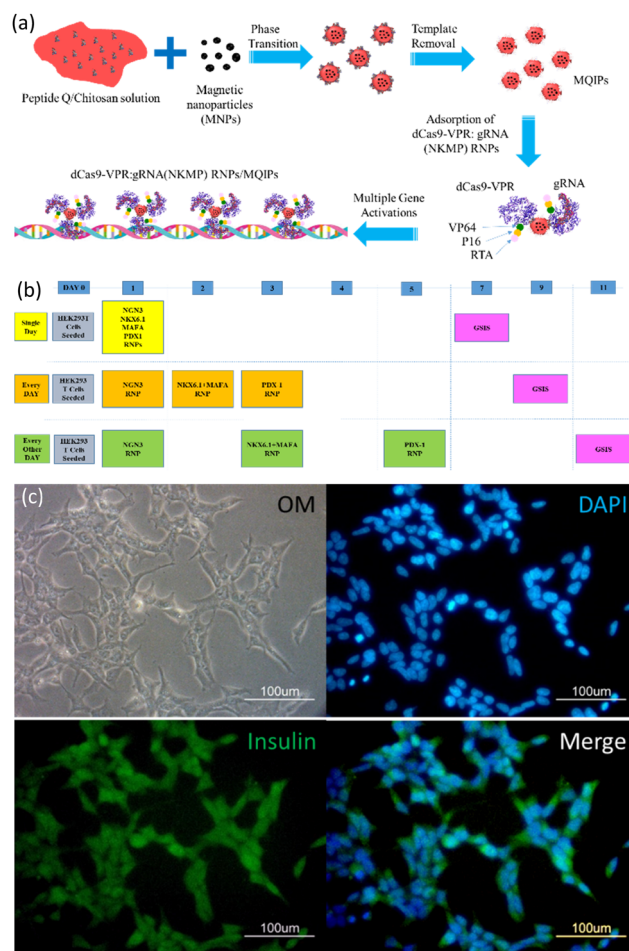 (a)
Phase
Transition
Template
Removal
Peptide Q/Chitosan solution
Magnetic
nanoparticles
(MNPs)
MQIPs
Adsorption of
dCas9-VPR: gRNA
(NKMP) RNPs
dCas9-VPR:gRNA(NKMP) RNPs/MQIPs
Multiple Gene
Activations
dCas9-VPR
gRNA
VP64
P16
RTA
(b)
DAY 0 1 2 3 4 5 7 9 11
Single
Day
HEK293T
Cells
Seeded
NGN3
NKX6.1
MAFA
PDX1
RNPs
GSIS
Every
DAY
HEK293
T Cells
Seeded
NGN3
RNP
NKX6.1+MAFA
RNP
PDX-1
RNP
GSIS
Every
Other
DAY
HEK293
T Cells
Seeded
NGN3
RNP
NKX6.1+MAFA
RNP
PDX-1
RNP
GSIS
(c)
OM
100um
DAPI
100um
Insulin
100um
Merge
100um